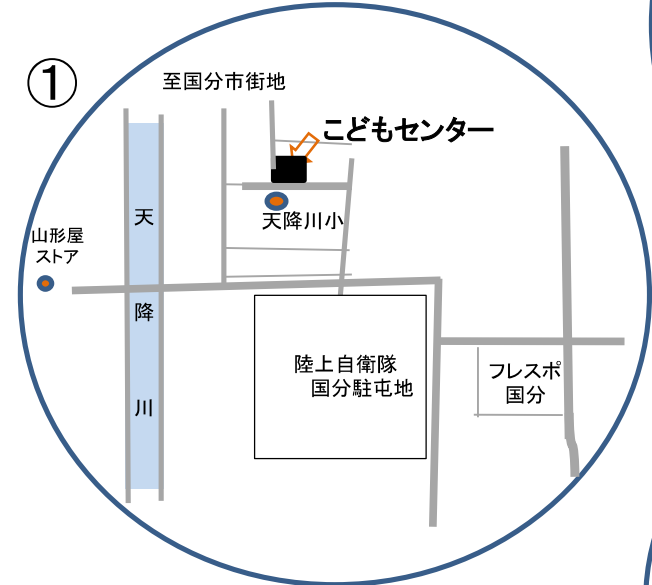 ①
至国分市街地
こどもセンター
天降川小
山形屋
ストア
天
降
川
陸上自衛隊
国分駐屯地
フレスポ
国分